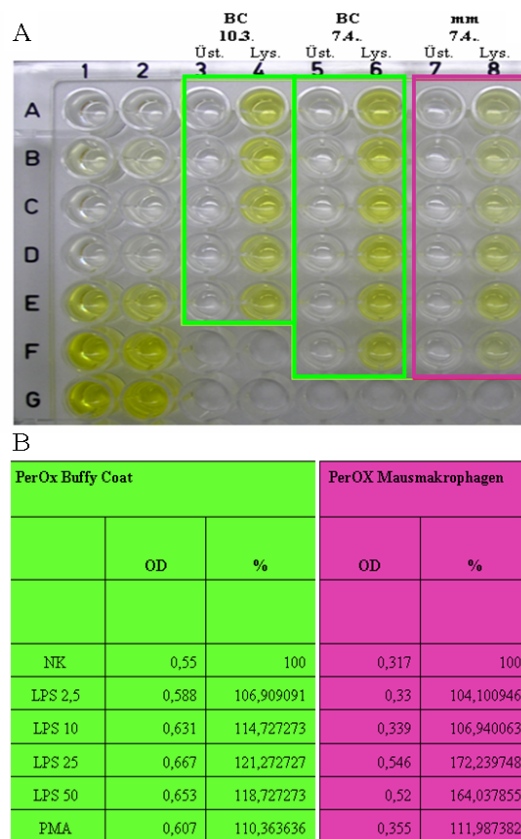 BC BC mm
A 10.3. 7.4.. 7.4..
Üst. Lys. Üst. Lys. Üst. Lys.
1 2 3 4 5 6 7 8
A
B
C
D
E
F
G
B
PerOx Buffy Coat PerOX Mausmakrophagen
OD % OD %
NK 0,55 100 0,317 100
LPS 2,5 0,588 106,909091 0,33 104,100946
LPS 10 0,631 114,727273 0,339 106,940063
LPS 25 0,667 121,272727 0,546 172,239748
LPS 50 0,653 118,727273 0,52 164,037855
PMA 0,607 110,363636 0,355 111,987382